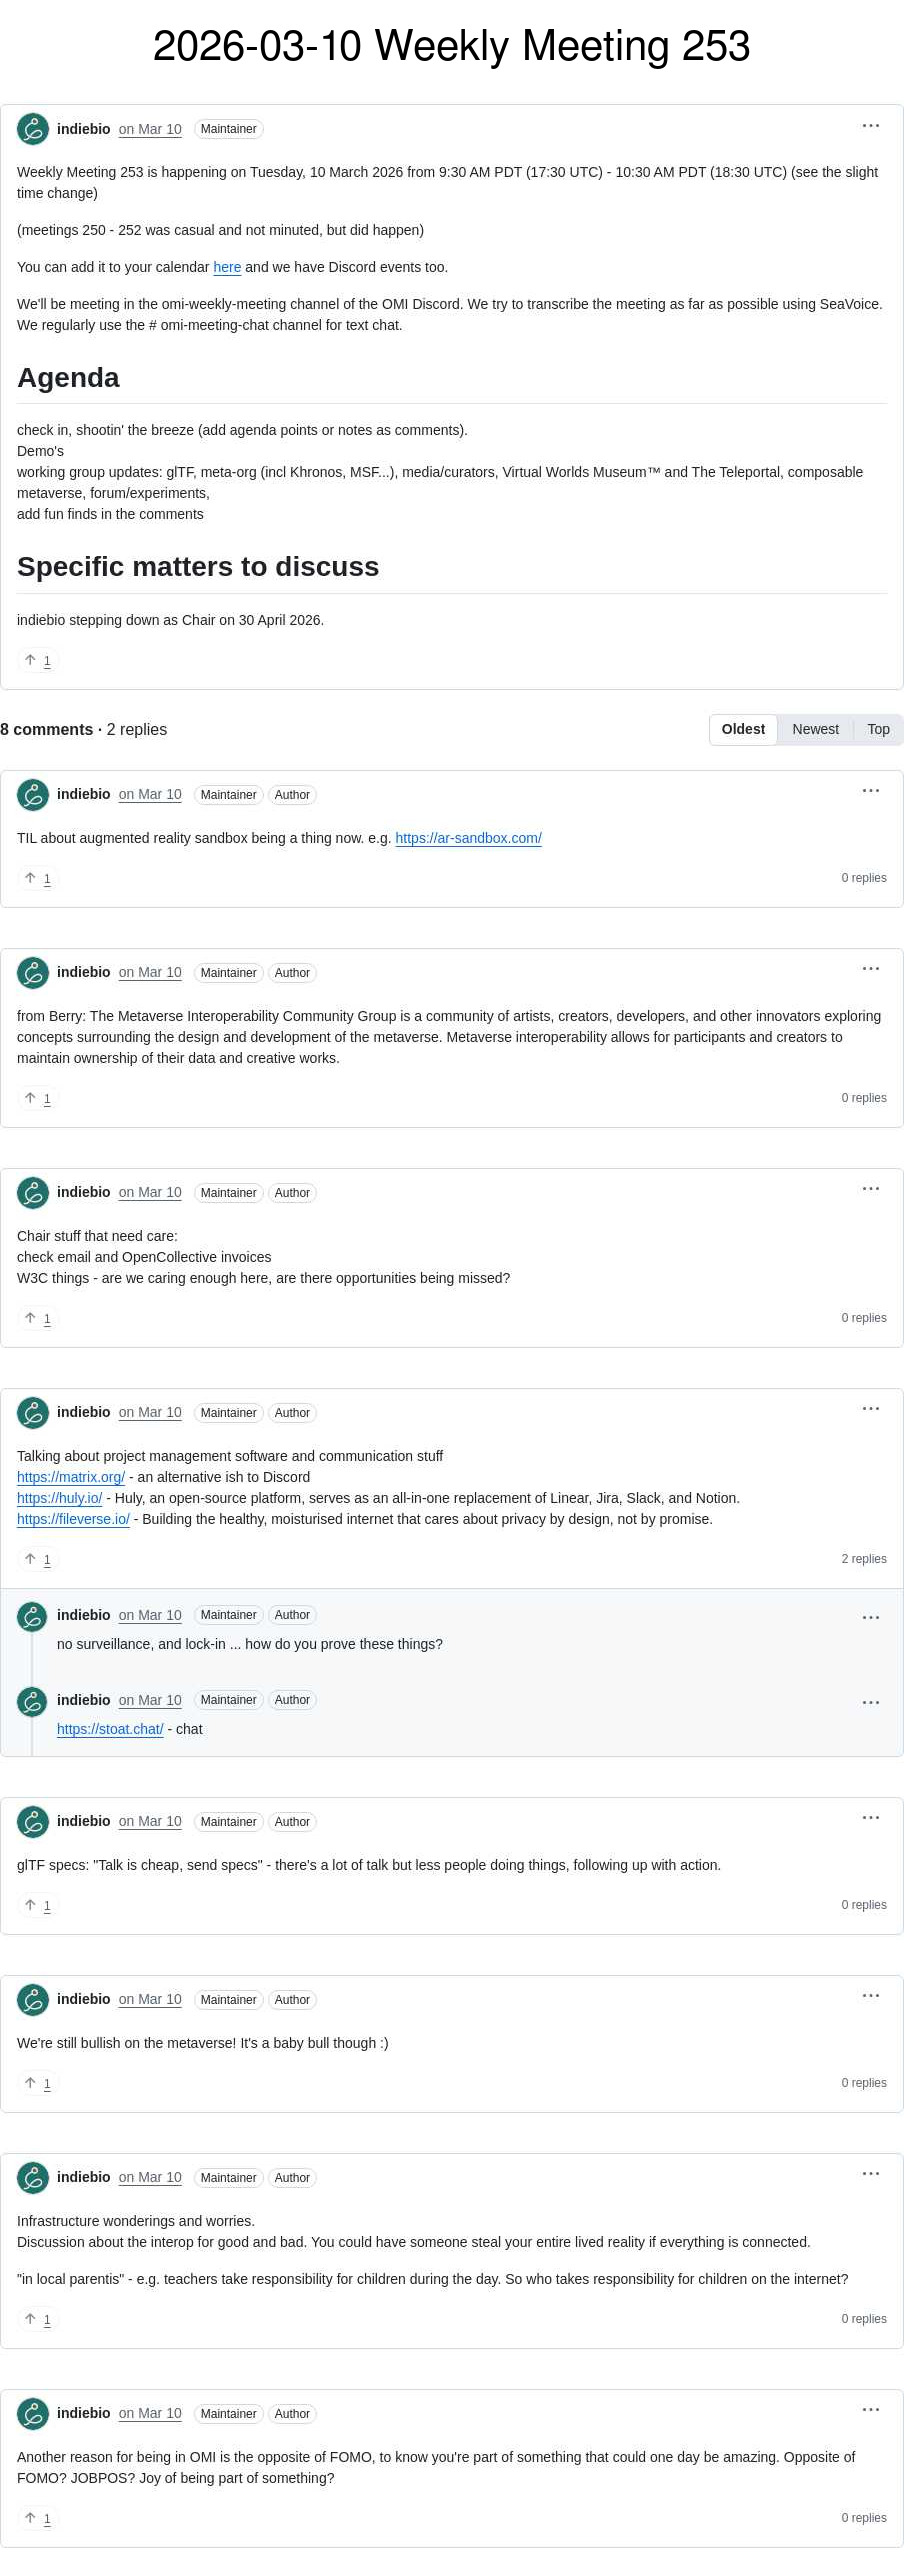 2026-03-10 Weekly Meeting 253
indiebio on Mar 10 Maintainer
Weekly Meeting 253 is happening on Tuesday, 10 March 2026 from 9:30 AM PDT (17:30 UTC) - 10:30 AM PDT (18:30 UTC) (see the slight
time change)
(meetings 250 - 252 was casual and not minuted, but did happen)
You can add it to your calendar here and we have Discord events too.
We'll be meeting in the omi-weekly-meeting channel of the OMI Discord. We try to transcribe the meeting as far as possible using SeaVoice.
We regularly use the # omi-meeting-chat channel for text chat.
Agenda
check in, shootin' the breeze (add agenda points or notes as comments).
Demo's
working group updates: glTF, meta-org (incl Khronos, MSF...), media/curators, Virtual Worlds Museum™ and The Teleportal, composable
metaverse, forum/experiments,
add fun finds in the comments
Specific matters to discuss
indiebio stepping down as Chair on 30 April 2026.
1
8 comments · 2 replies
Oldest Newest Top
indiebio on Mar 10 Maintainer Author
TIL about augmented reality sandbox being a thing now. e.g. https://ar-sandbox.com/
1 0 replies
indiebio on Mar 10 Maintainer Author
from Berry: The Metaverse Interoperability Community Group is a community of artists, creators, developers, and other innovators exploring
concepts surrounding the design and development of the metaverse. Metaverse interoperability allows for participants and creators to
maintain ownership of their data and creative works.
1 0 replies
indiebio on Mar 10 Maintainer Author
Chair stuff that need care:
check email and OpenCollective invoices
W3C things - are we caring enough here, are there opportunities being missed?
1 0 replies
indiebio on Mar 10 Maintainer Author
Talking about project management software and communication stuff
https://matrix.org/ - an alternative ish to Discord
https://huly.io/ - Huly, an open-source platform, serves as an all-in-one replacement of Linear, Jira, Slack, and Notion.
https://fileverse.io/ - Building the healthy, moisturised internet that cares about privacy by design, not by promise.
1 2 replies
indiebio on Mar 10 Maintainer Author
no surveillance, and lock-in ... how do you prove these things?
indiebio on Mar 10 Maintainer Author
https://stoat.chat/ - chat
indiebio on Mar 10 Maintainer Author
glTF specs: "Talk is cheap, send specs" - there's a lot of talk but less people doing things, following up with action.
1 0 replies
indiebio on Mar 10 Maintainer Author
We're still bullish on the metaverse! It's a baby bull though :)
1 0 replies
indiebio on Mar 10 Maintainer Author
Infrastructure wonderings and worries.
Discussion about the interop for good and bad. You could have someone steal your entire lived reality if everything is connected.
"in local parentis" - e.g. teachers take responsibility for children during the day. So who takes responsibility for children on the internet?
1 0 replies
indiebio on Mar 10 Maintainer Author
Another reason for being in OMI is the opposite of FOMO, to know you're part of something that could one day be amazing. Opposite of
FOMO? JOBPOS? Joy of being part of something?
1 0 replies